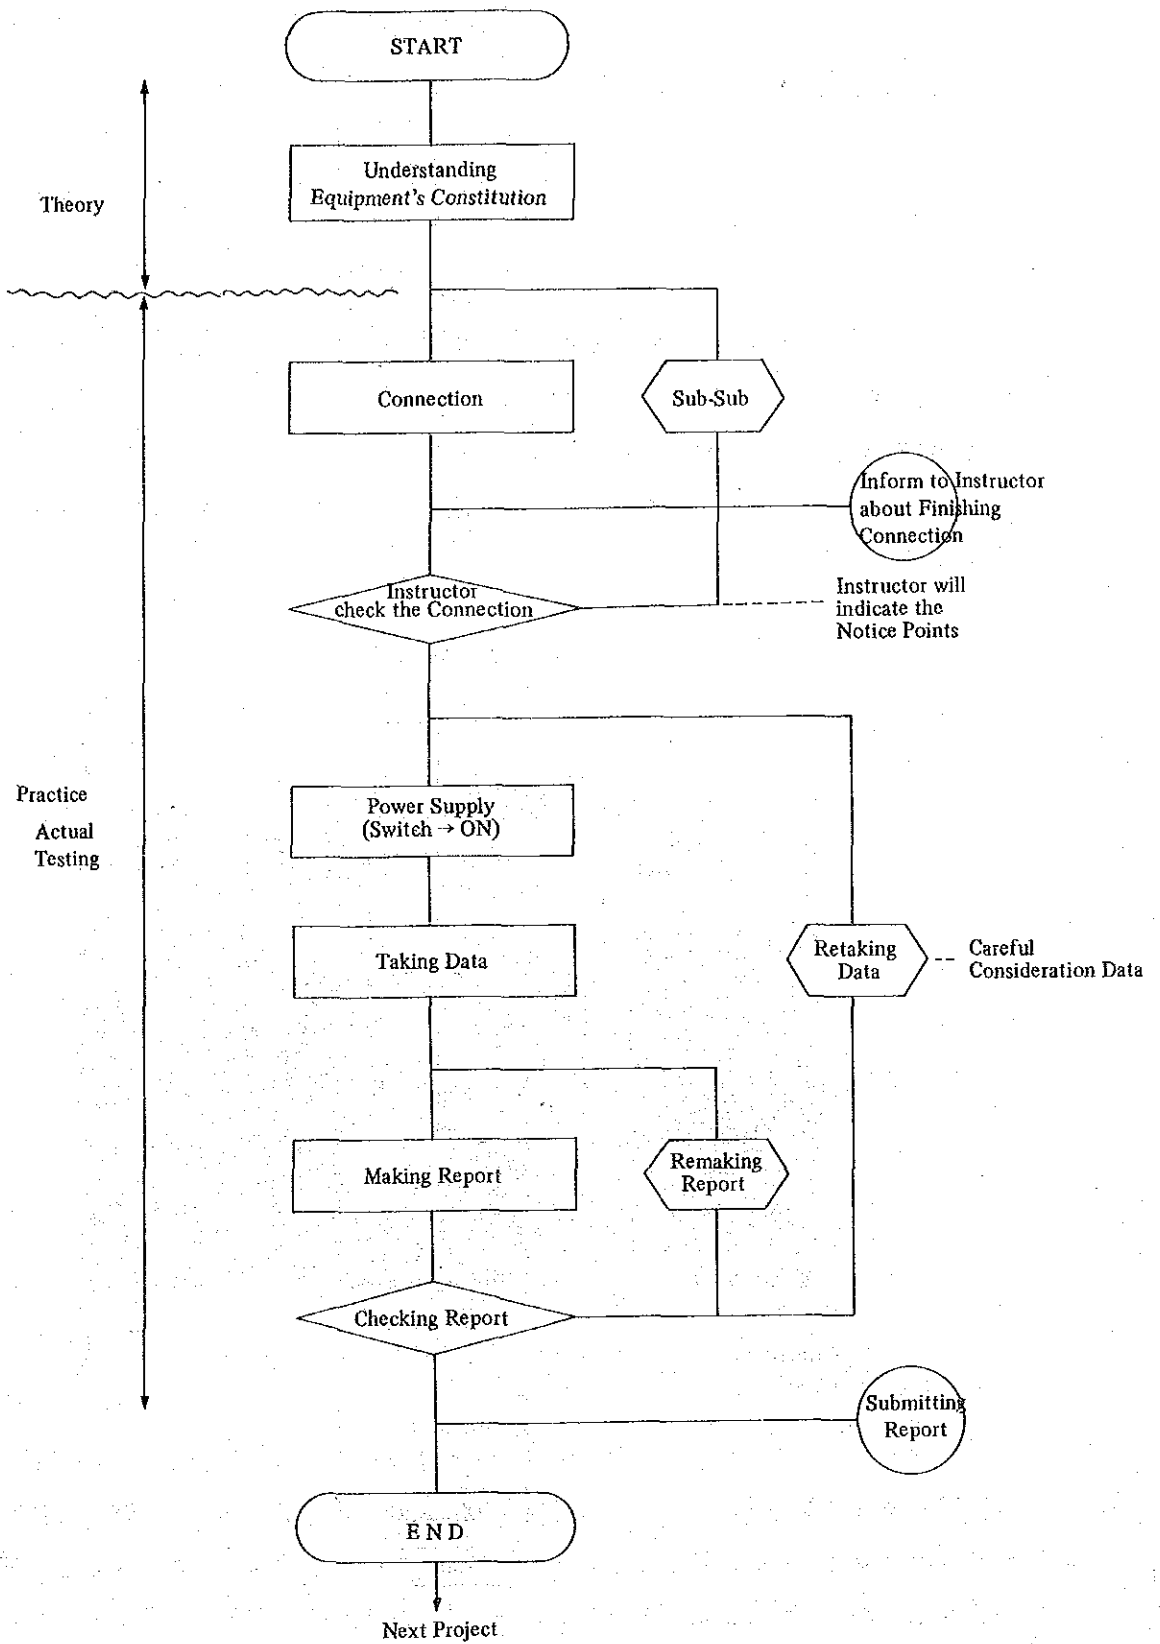 START
Understanding
Equipment's Constitution
Theory
Connection
Sub-Sub
Inform to Instructor
about Finishing
Connection
Instructor
check the Connection
Instructor will
indicate the
Notice Points
Practice
Actual
Testing
Power Supply
(Switch → ON)
Taking Data
Retaking
Data
-- Careful
Consideration Data
Making Report
Remaking
Report
Checking Report
Submitting
Report
END
Next Project